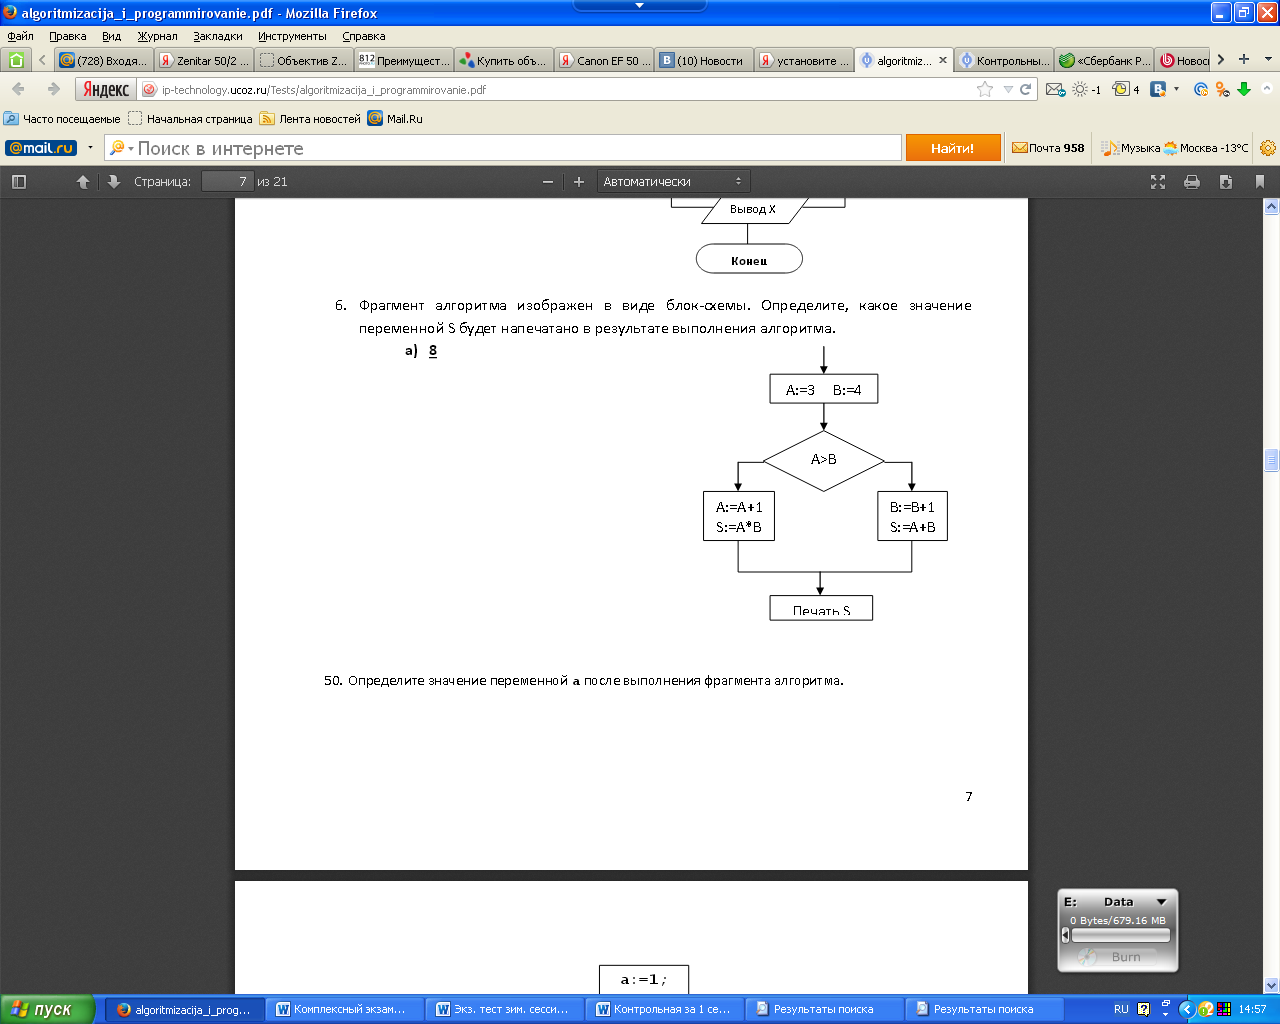 algoritmizacija_i_programmirovanie.pdf - Mozilla Firefox
Файл Правка Вид Журнал Закладки Инструменты Справка
(728) Входя... Zenitar 50/2 ... Объектив Z... 812 Преимущест... Купить объ... Canon EF 50 ... (10) Новости установите ... algoritmiz... Контрольны... «Сбербанк Р... Новос
Яндекс ip-technology.ucoz.ru/Tests/algoritmizacija_i_programmirovanie.pdf -1 4
Часто посещаемые Начальная страница Лента новостей Mail.Ru
@mail.ru Поиск в интернете Найти! Почта 958 Музыка Москва -13°C
Страница: 7 из 21 Автоматически
Вывод X
Конец
6. Фрагмент алгоритма изображен в виде блок-схемы. Определите, какое значение
переменной S будет напечатано в результате выполнения алгоритма.
а) 8
A:=3 B:=4
A>B
A:=A+1
S:=A*B
B:=B+1
S:=A+B
Печать S
50. Определите значение переменной a после выполнения фрагмента алгоритма.
7
E: Data
0 Bytes/679.16 MB
Burn
a:=1;
пуск algoritmizacija_i_prog... Комплексный экзам... Экз. тест зим. сесси... Контрольная за 1 се... Результаты поиска Результаты поиска RU 14:57